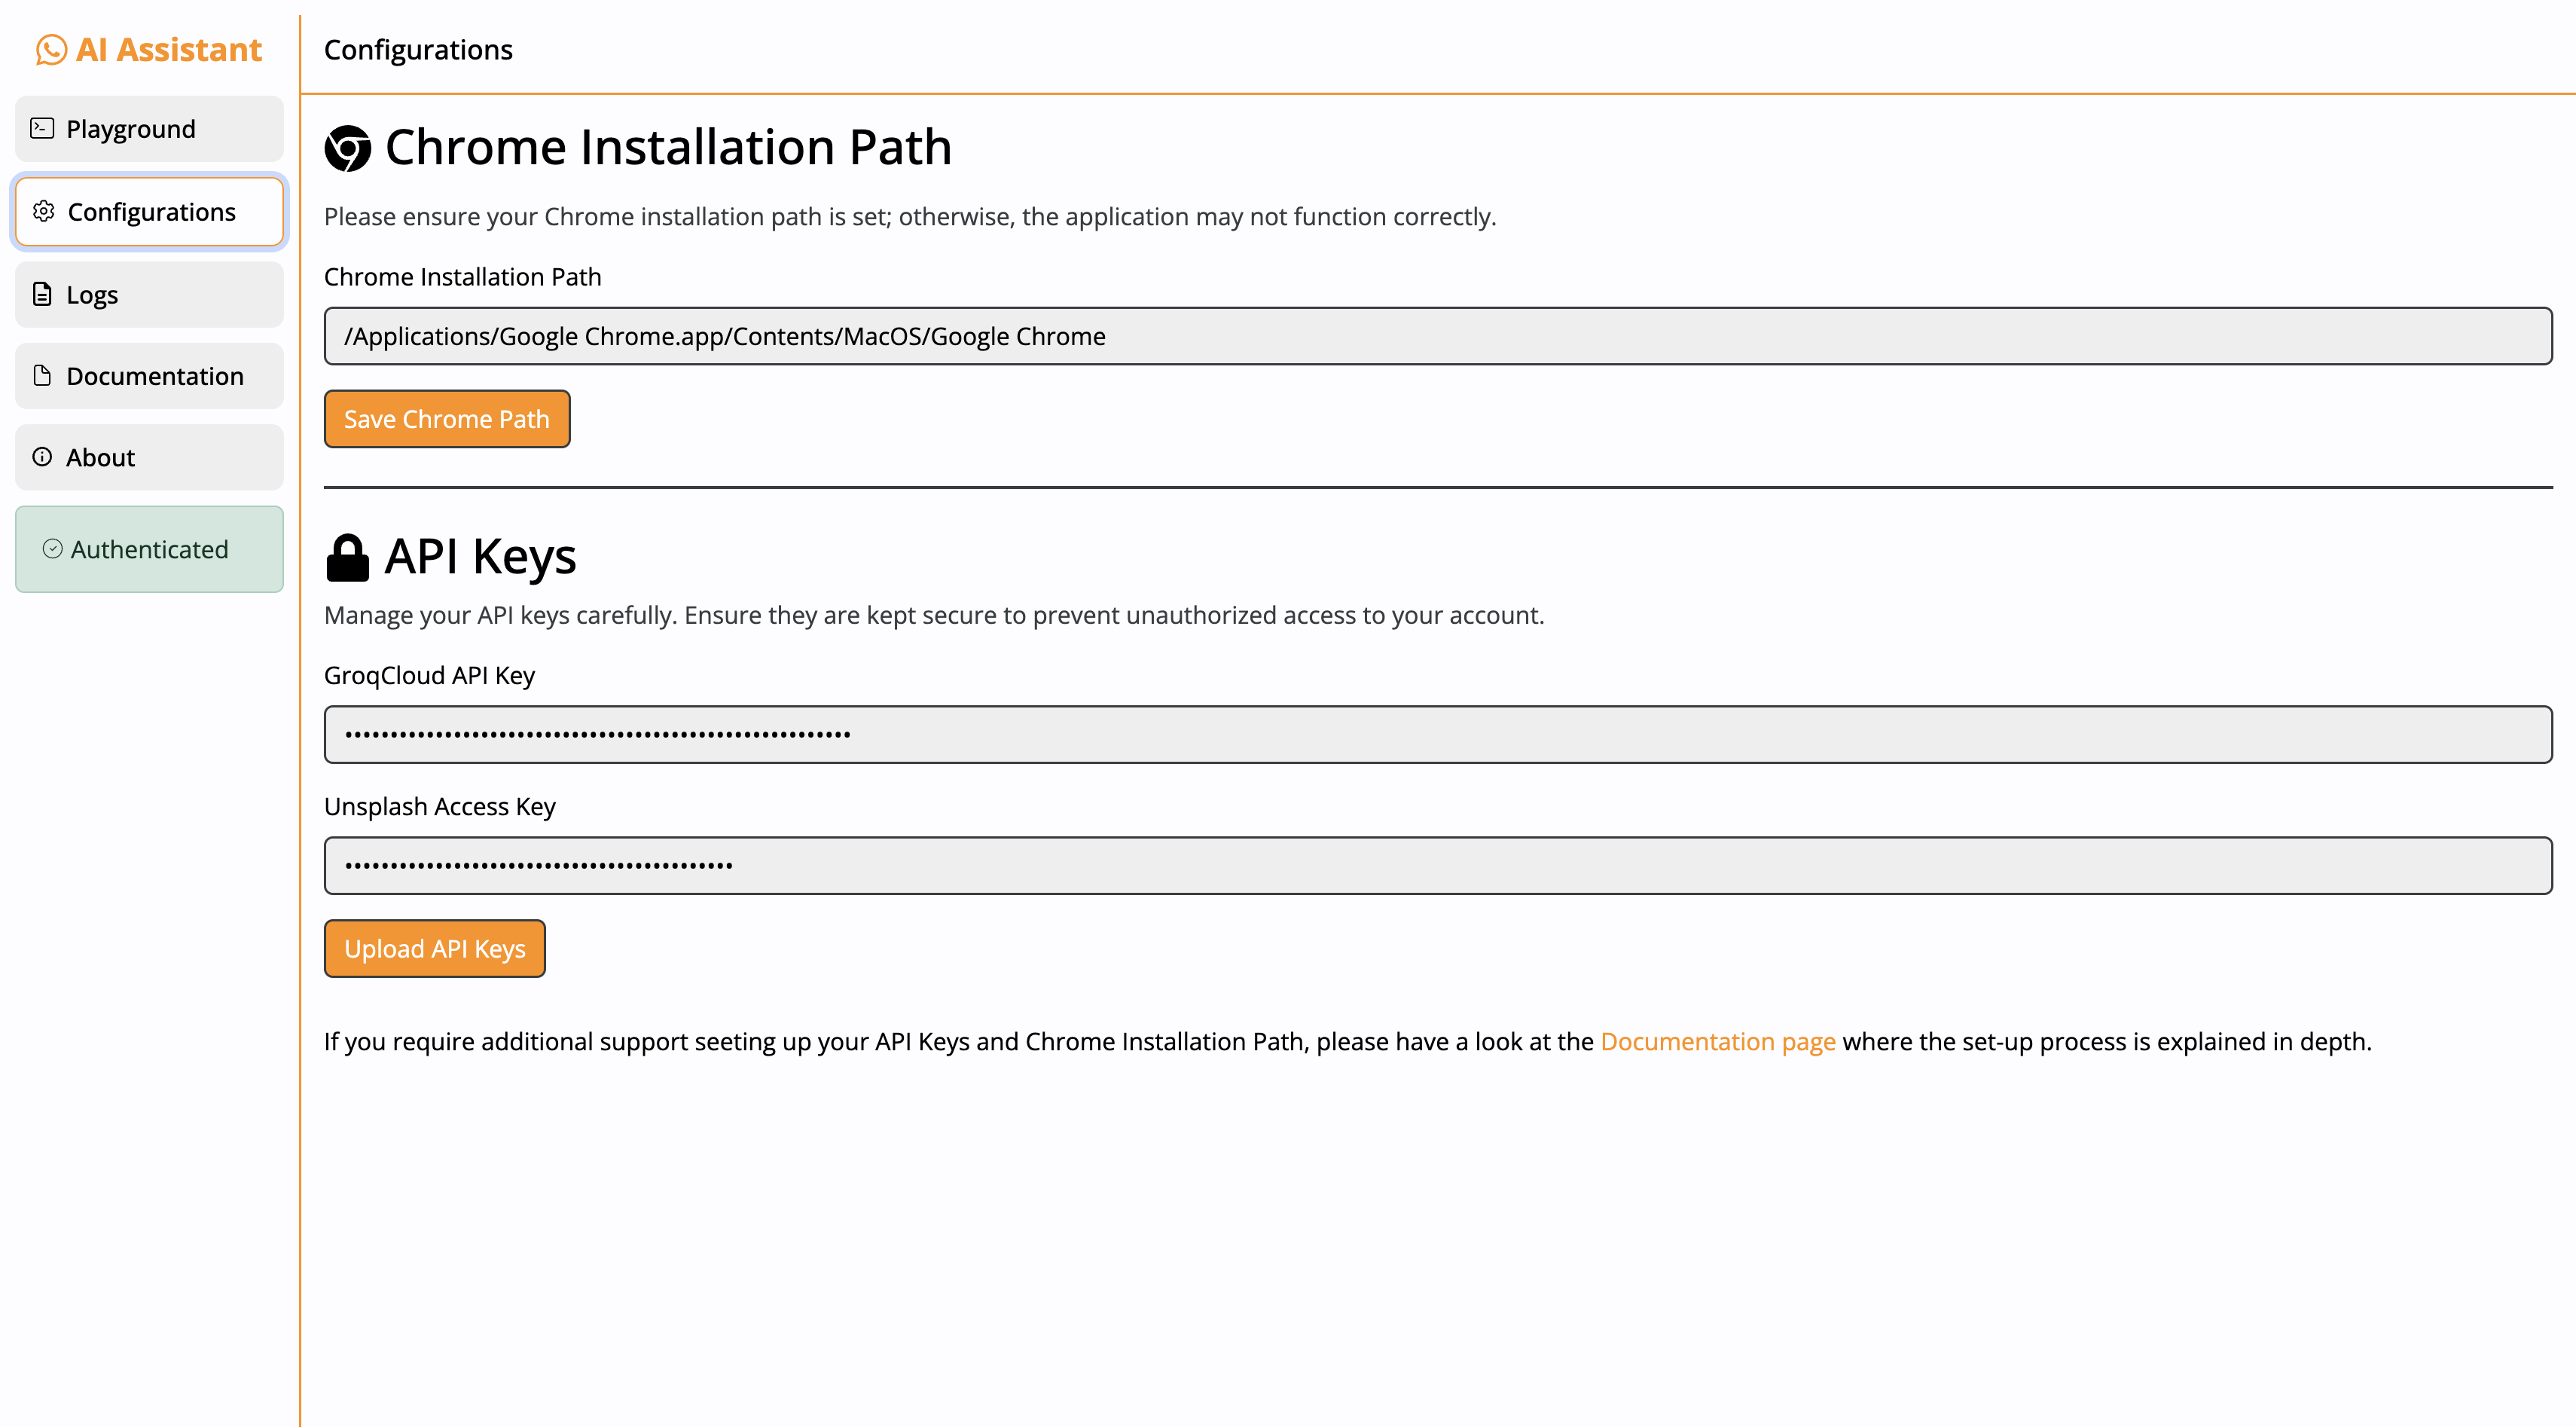 AI Assistant
Playground
Configurations
Logs
Documentation
About
Authenticated
Configurations
Chrome Installation Path
Please ensure your Chrome installation path is set; otherwise, the application may not function correctly.
Chrome Installation Path
/Applications/Google Chrome.app/Contents/MacOS/Google Chrome
Save Chrome Path
API Keys
Manage your API keys carefully. Ensure they are kept secure to prevent unauthorized access to your account.
GroqCloud API Key
Unsplash Access Key
Upload API Keys
If you require additional support seeting up your API Keys and Chrome Installation Path, please have a look at the Documentation page where the set-up process is explained in depth.